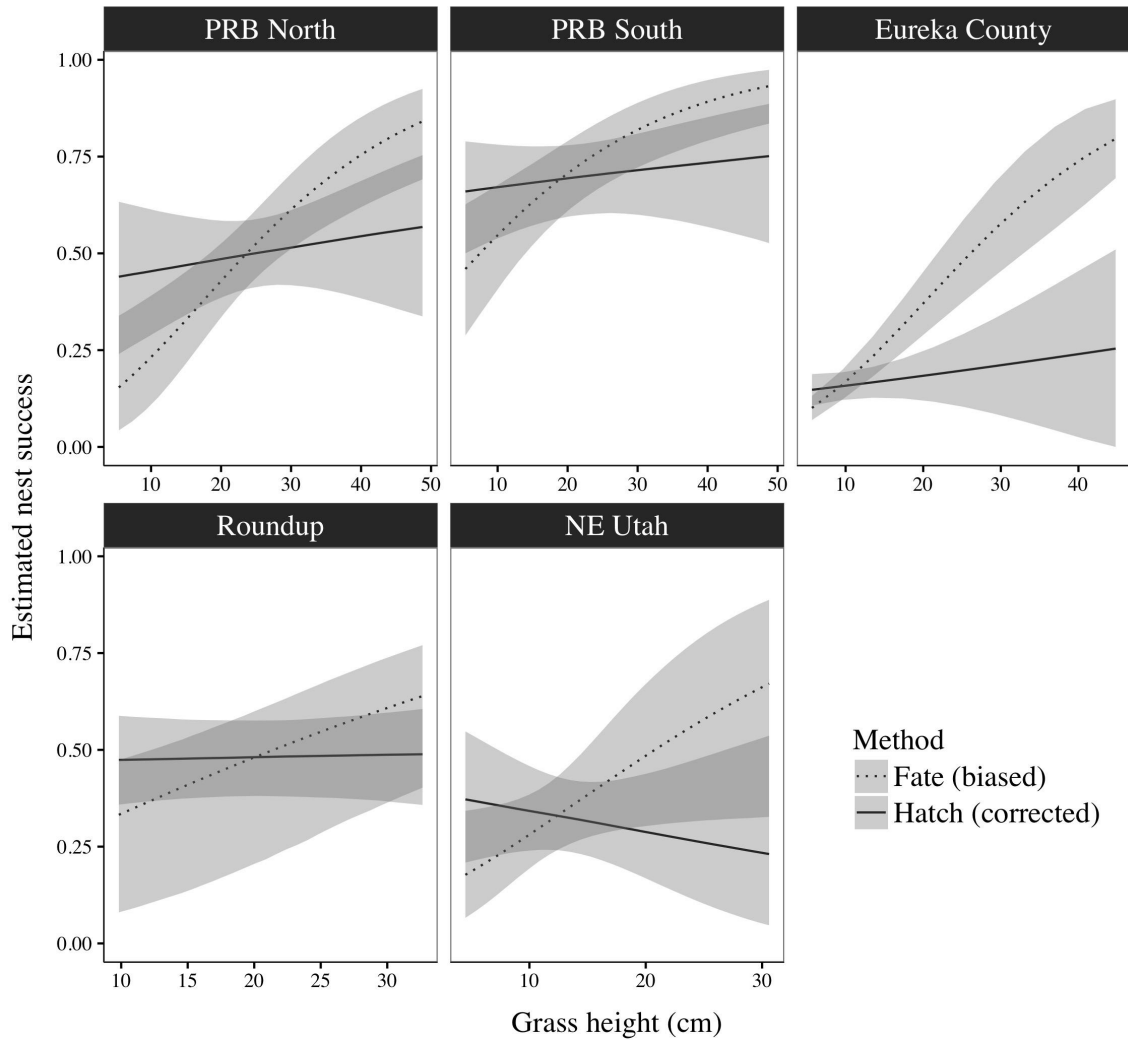 PRB North
PRB South
Eureka County
1.00
0.75
0.50
0.25
0.00
10 20 30 40 50
10 20 30 40 50
10 20 30 40
Estimated nest success
Roundup
NE Utah
1.00
0.75
0.50
0.25
0.00
10 15 20 25 30
10 20 30
Method
Fate (biased)
Hatch (corrected)
Grass height (cm)